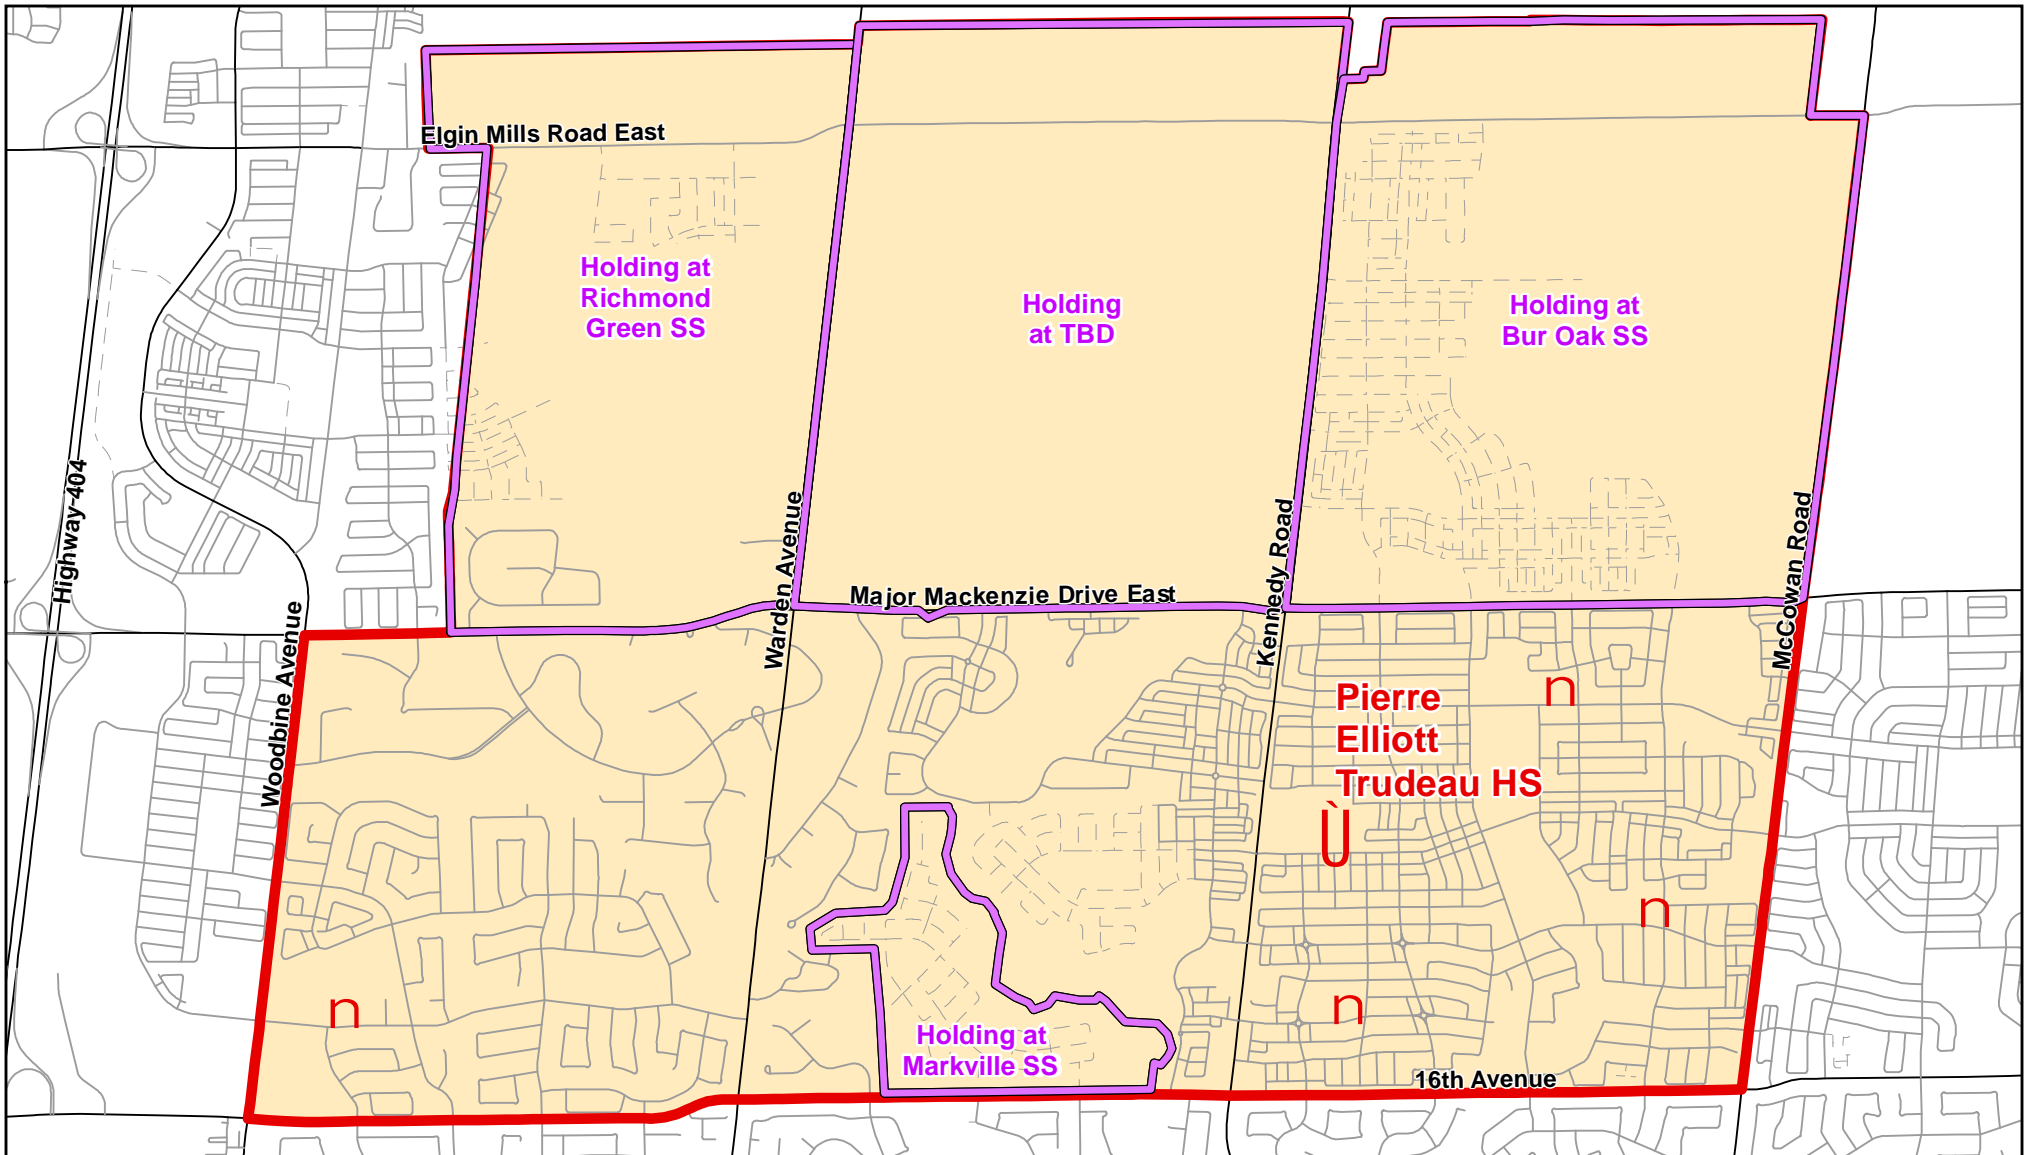 Elgin Mills Road East
Holding at
Richmond
Green SS
Holding
at TBD
Holding at
Bur Oak SS
Highway 404
Warden Avenue
Kennedy Road
McCowan Road
Major Mackenzie Drive East
Woodbine Avenue
Pierre
Elliott
Trudeau HS
n
Ù
n
n
n
Holding at
Markville SS
16th Avenue